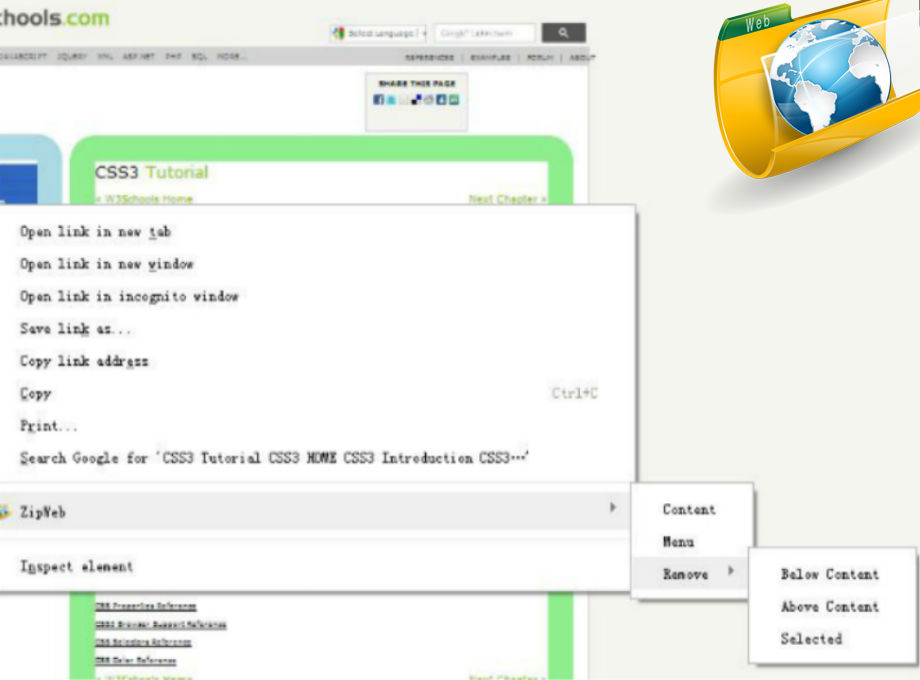 chools.com
Select Language
JAVASCRIPT JQUERY XML ASP.NET PHP SQL MORE...
REFERENCES | EXAMPLES | FORUM | ABOUT
SHARE THIS PAGE
Web
CSS3 Tutorial
« W3Schools Home
Next Chapter »
Open link in new tab
Open link in new window
Open link in incognito window
Save link as...
Copy link address
Copy Ctrl+C
Print...
Search Google for 'CSS3 Tutorial CSS3 HOME CSS3 Introduction CSS3…'
ZipWeb
Inspect element
Content
Menu
Remove
Below Content
Above Content
Selected
CSS Properties Reference
CSS3 Browser Support Reference
CSS Selectors Reference
CSS Color Reference
« W3Schools Home
Next Chapter »